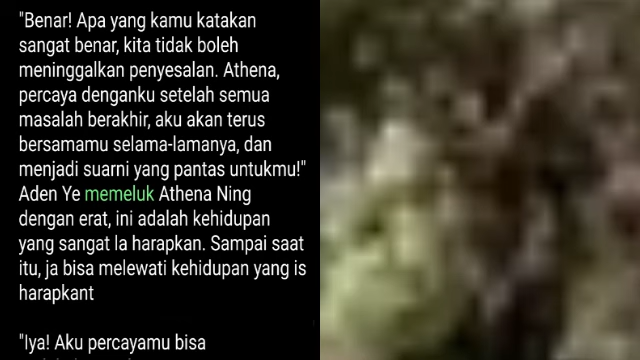 "Benar! Apa yang kamu katakan
sangat benar, kita tidak boleh
meninggalkan penyesalan. Athena,
percaya denganku setelah semua
masalah berakhir, aku akan terus
bersamamu selama-lamanya, dan
menjadi suarni yang pantas untukmu!"
Aden Ye memeluk Athena Ning
dengan erat, ini adalah kehidupan
yang sangat la harapkan. Sampai saat
itu, ja bisa melewati kehidupan yang is
harapkant
"Iya! Aku percayamu bisa